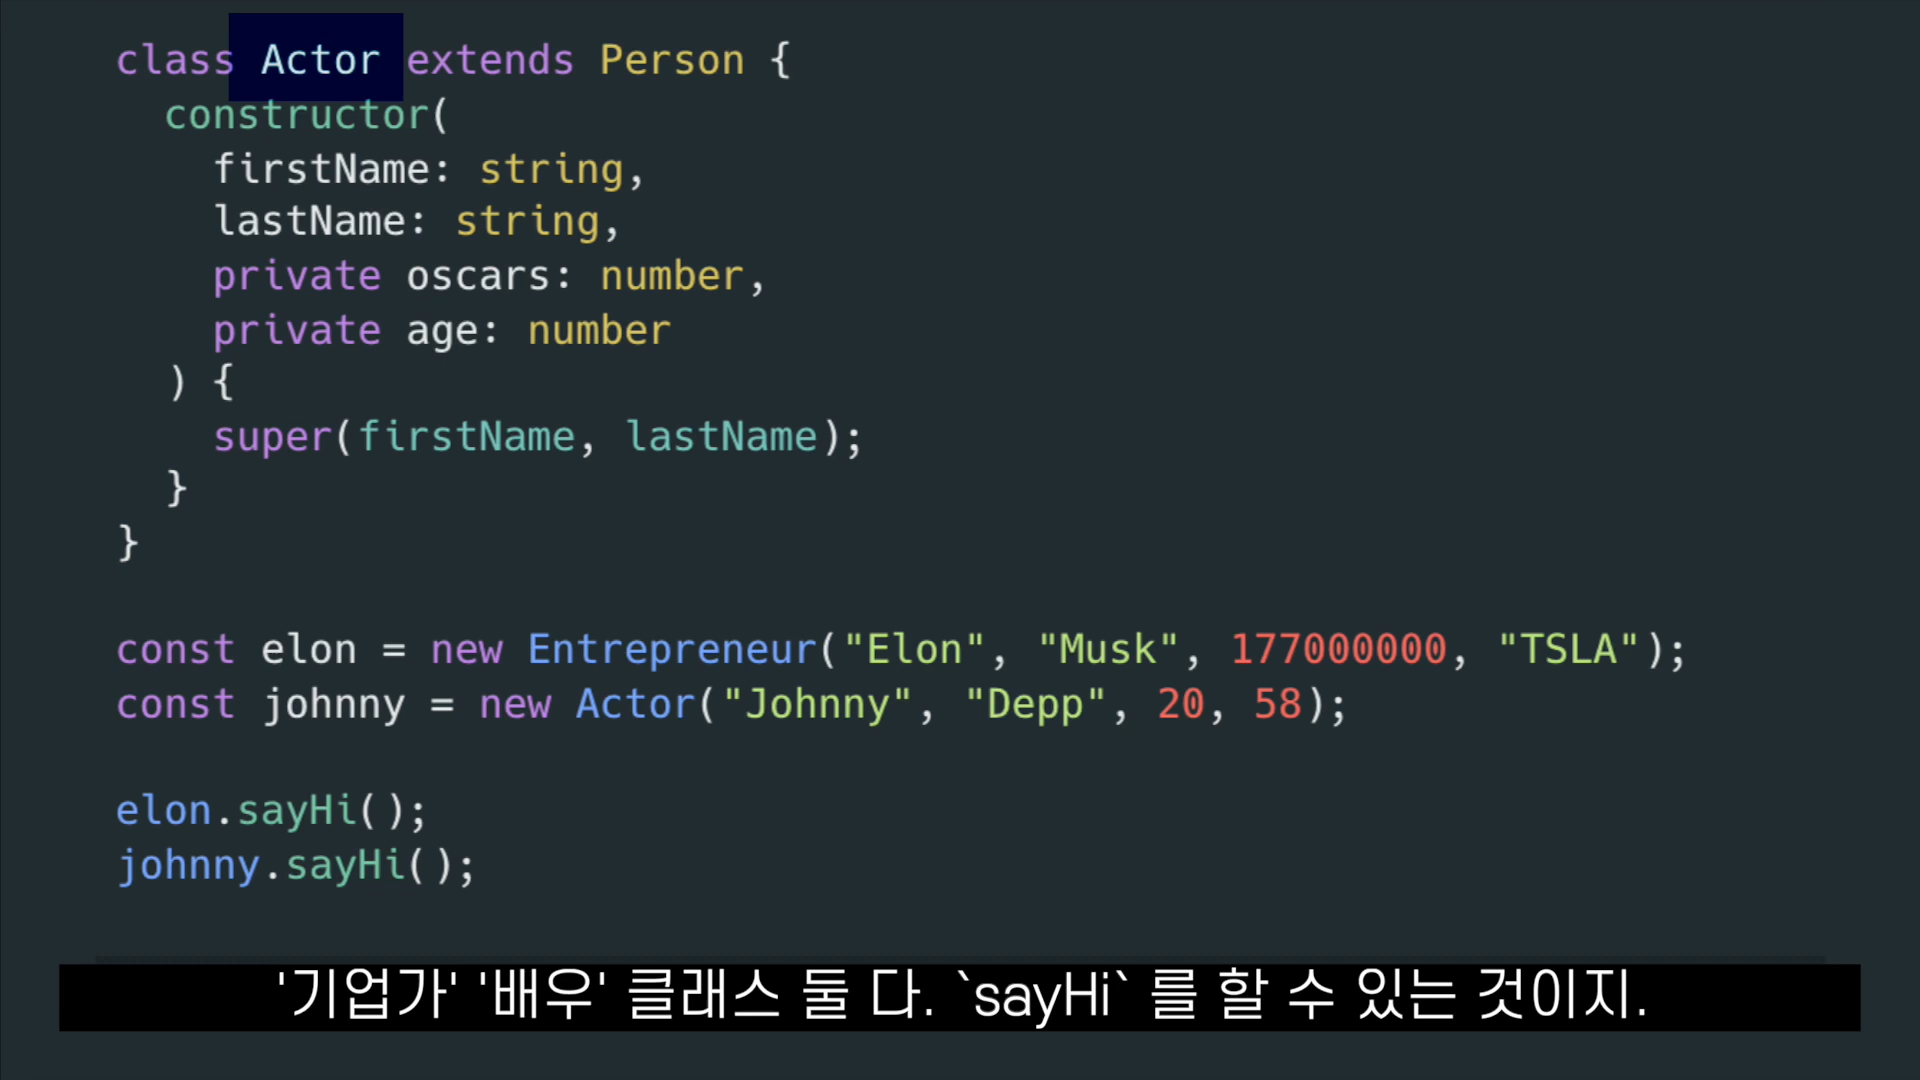 class Actor extends Person {
constructor(
firstName: string,
lastName: string,
private oscars: number,
private age: number
) {
super(firstName, lastName);
}
}
const elon = new Entrepreneur("Elon", "Musk", 177000000, "TSLA");
const johnny = new Actor("Johnny", "Depp", 20, 58);
elon.sayHi();
johnny.sayHi();
'기업가' '배우' 클래스 둘 다. `sayHi` 를 할 수 있는 것이지.